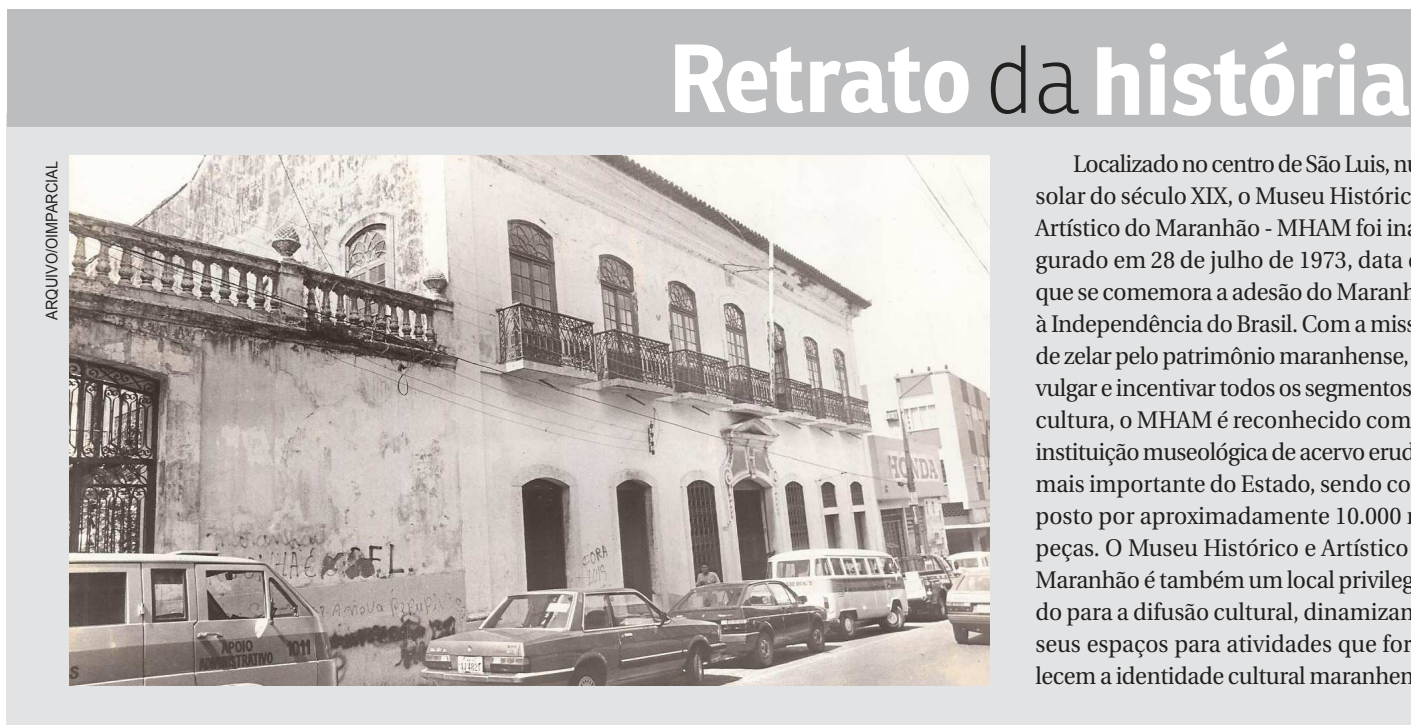 Retrato da história
ARQUIVO/OIMPARCIAL
Localizado no centro de São Luis, nu
solar do século XIX, o Museu Históric
Artístico do Maranhão - MHAM foi ina
gurado em 28 de julho de 1973, data
que se comemora a adesão do Maranh
à Independência do Brasil. Com a miss
de zelar pelo patrimônio maranhense,
vulgar e incentivar todos os segmentos
cultura, o MHAM é reconhecido com
instituição museológica de acervo erud
mais importante do Estado, sendo co
posto por aproximadamente 10.000
peças. O Museu Histórico e Artístico
Maranhão é também um local privileg
do para a difusão cultural, dinamizan
seus espaços para atividades que for
lecem a identidade cultural maranhen
HONDA
FORA
APOIO
ADMINISTRATIVO 1011